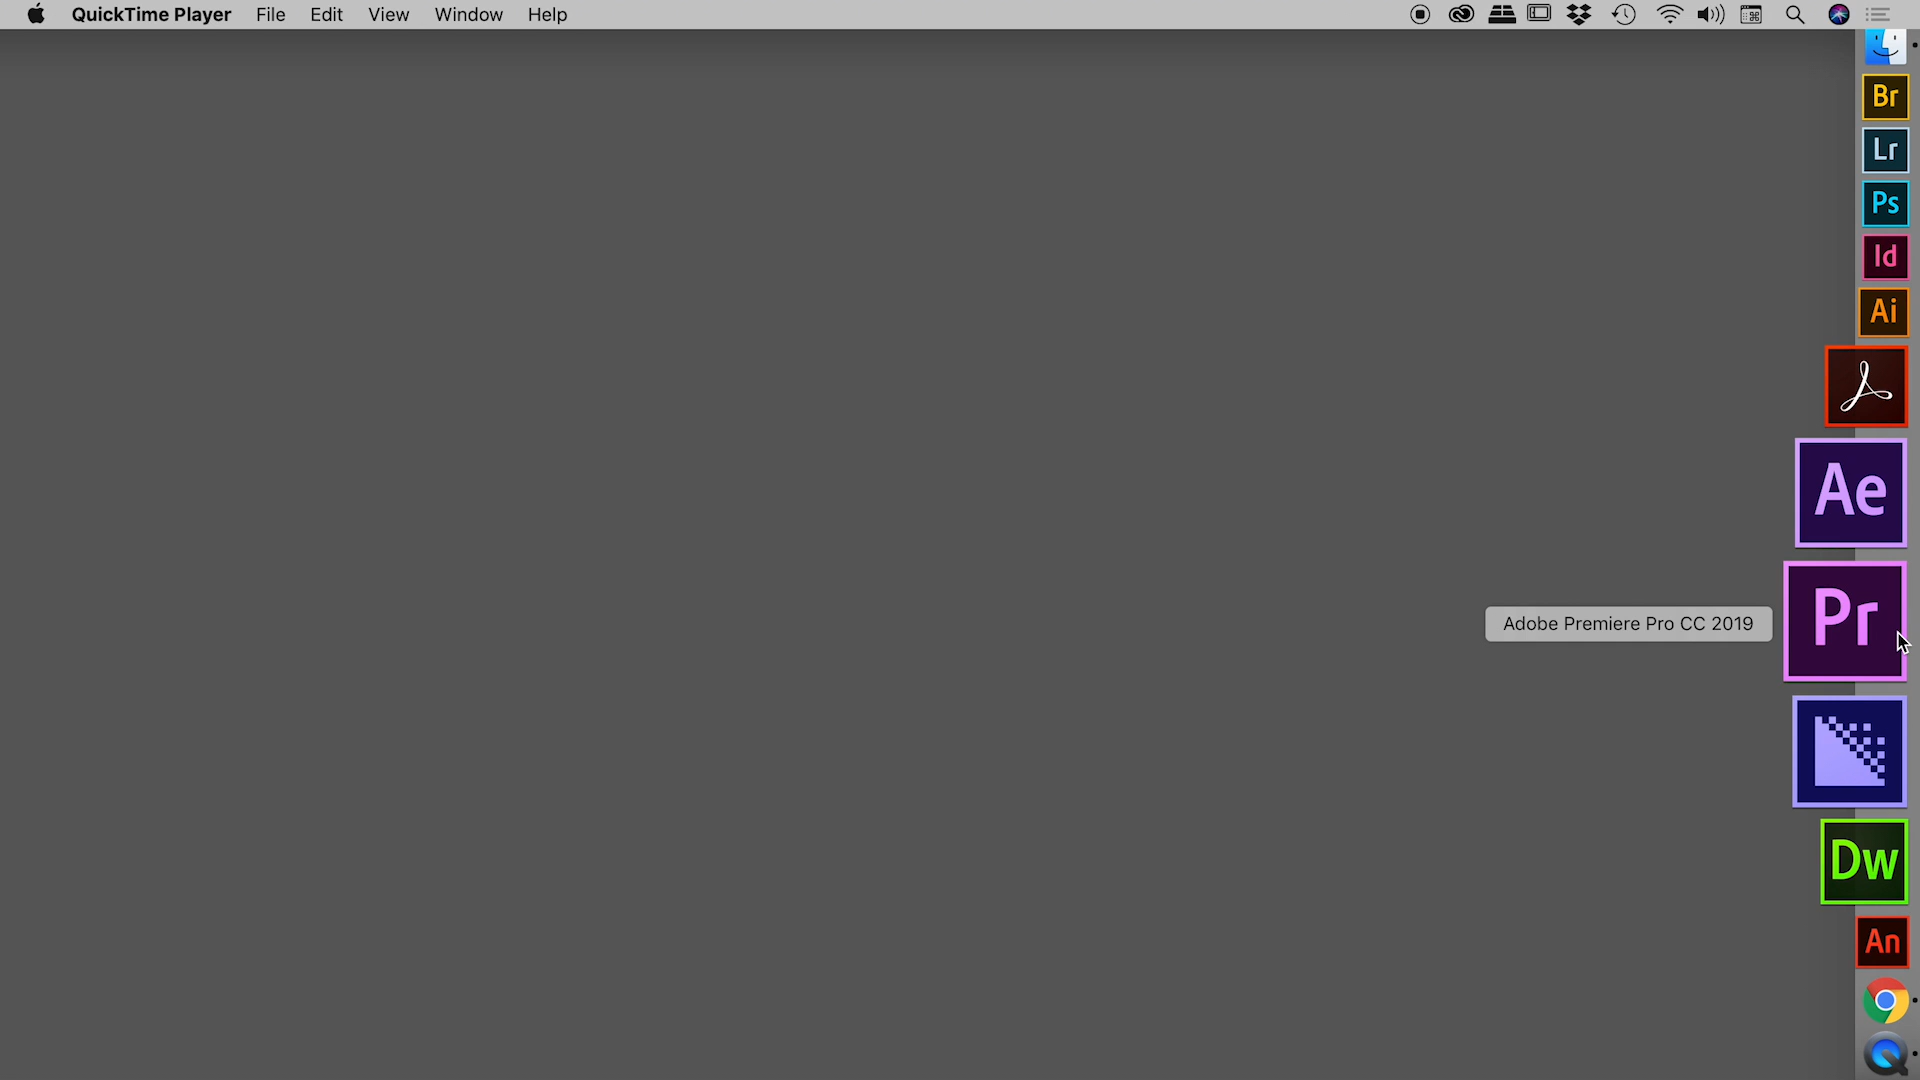 QuickTime Player File Edit View Window Help
Br
Lr
Ps
Id
Ai
Ae
Adobe Premiere Pro CC 2019
Pr
Dw
An